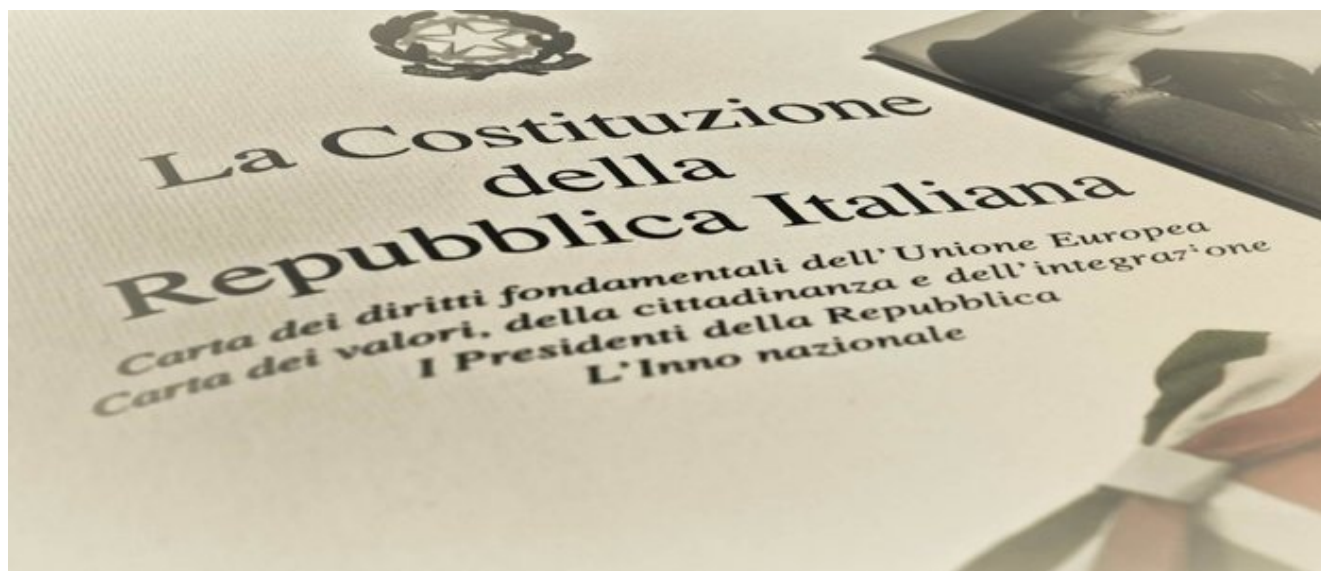 La Costituzione
della
Repubblica Italiana
Carta dei diritti fondamentali dell'Unione Europea
Carta dei valori, della cittadinanza e dell'integrazione
I Presidenti della Repubblica
L'Inno nazionale